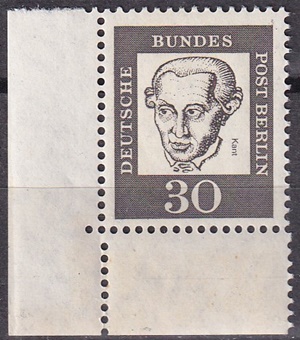 DEUTSCHE
BUNDES
POST BERLIN
Kant
30